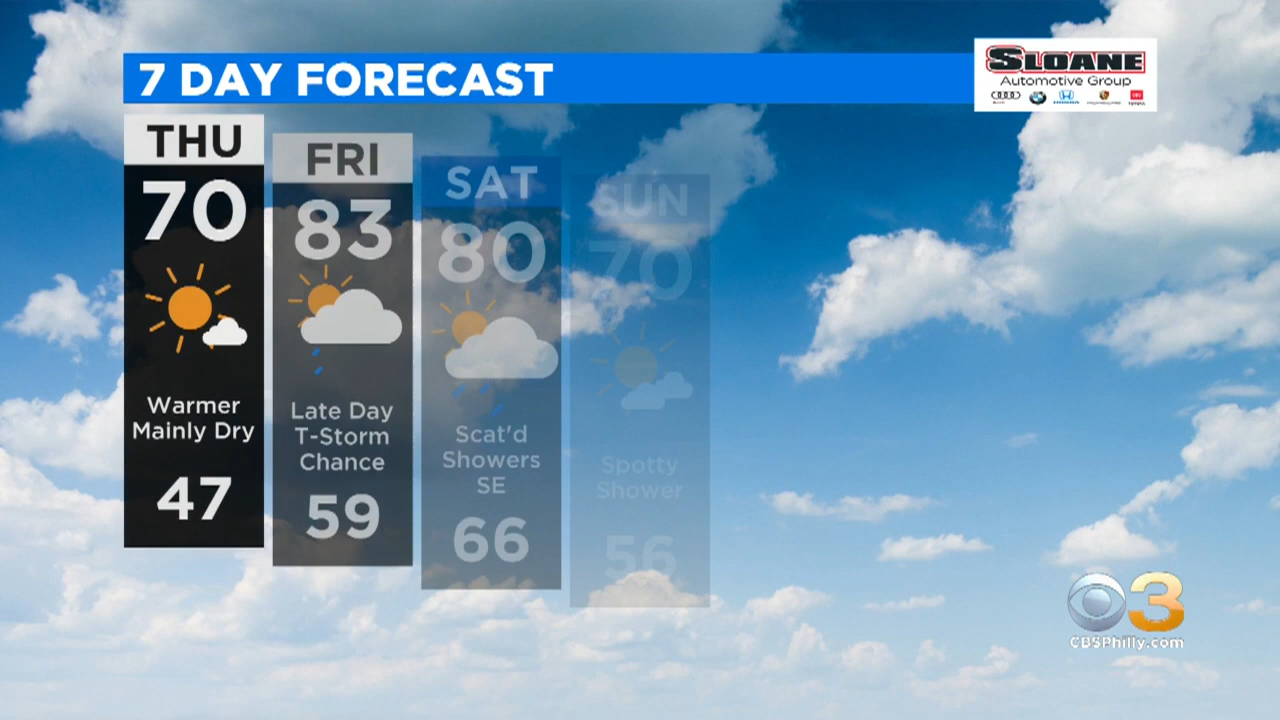 7 DAY FORECAST
SLOANE
Automotive Group
THU
70
Warmer
Mainly Dry
47
FRI
83
Late Day
T-Storm
Chance
59
SAT
80
Scat'd
Showers
SE
66
SUN
70
Spotty
Shower
56
3
CBSPhilly.com